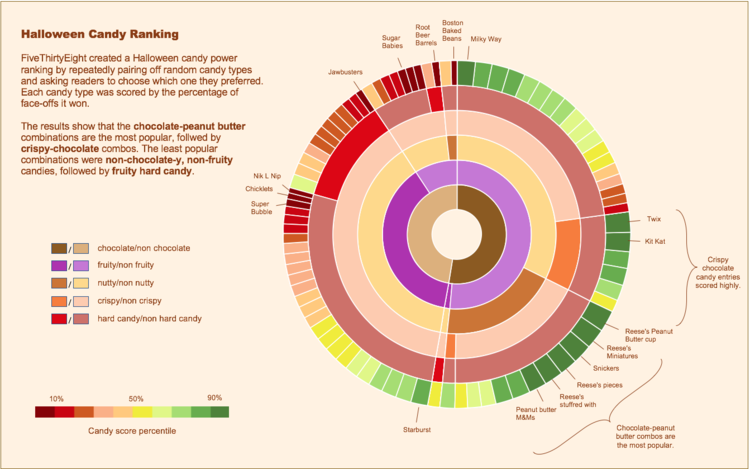 Halloween Candy Ranking
FiveThirtyEight created a Halloween candy power
ranking by repeatedly pairing off random candy types
and asking readers to choose which one they preferred.
Each candy type was scored by the percentage of
face-offs it won.
The results show that the chocolate-peanut butter
combinations are the most popular, followed by
crispy-chocolate combos. The least popular
combinations were non-chocolate-y, non-fruity
candies, followed by fruity hard candy.
Boston
Baked
Beans
Root
Beer
Barrels
Sugar
Babies
Milky Way
Jawbusters
Nik L Nip
Chicklets
Super
Bubble
Twix
Kit Kat
Crispy
chocolate
candy entries
scored highly.
/ chocolate/non chocolate
/ fruity/non fruity
/ nutty/non nutty
/ crispy/non crispy
/ hard candy/non hard candy
Reese's Peanut
Butter cup
Reese's
Miniatures
Snickers
Reese's pieces
Reese's
stuffred with
Peanut butter
M&Ms
Starburst
Chocolate-peanut
butter combos are
the most popular.
10% 50% 90%
Candy score percentile